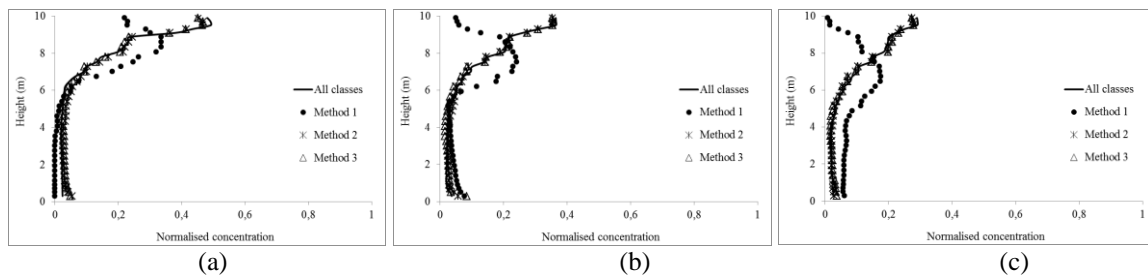 10
8
6
4
2
0
Height (m)
All classes
Method 1
Method 2
Method 3
0 0,2 0,4 0,6 0,8 1
Normalised concentration
(a)
10
8
6
4
2
0
Height (m)
All classes
Method 1
Method 2
Method 3
0 0,2 0,4 0,6 0,8 1
Normalised concentration
(b)
10
8
6
4
2
0
Height (m)
All classes
Method 1
Method 2
Method 3
0 0,2 0,4 0,6 0,8 1
Normalised concentration
(c)